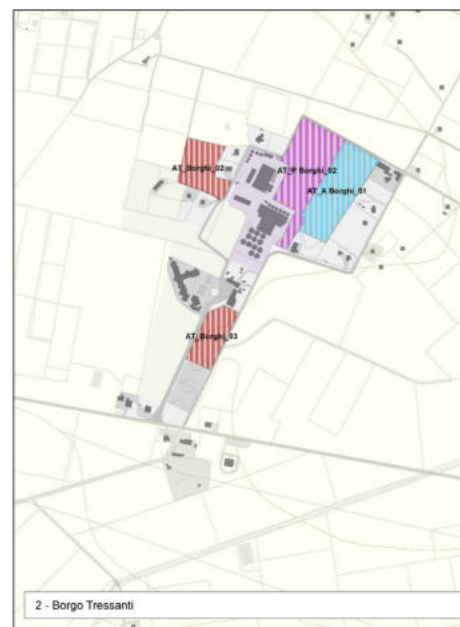 AT_Borghi_02
AT_P Borghi_02
AT_A Borghi_01
AT_Borghi_03
2 - Borgo Tressanti